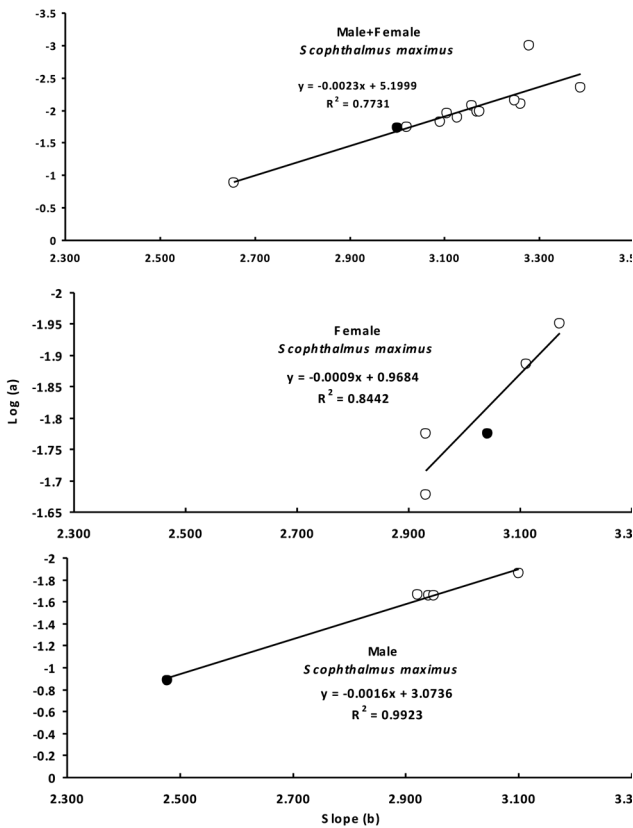 -3.5
Male+Female
Scophthalmus maximus
-3
y = -0.0023x + 5.1999
R² = 0.7731
-2.5
-2
-1.5
-1
-0.5
0
2.300 2.500 2.700 2.900 3.100 3.300 3.5
-2
-1.95
Female
Scophthalmus maximus
-1.9
y = -0.0009x + 0.9684
R² = 0.8442
-1.85
Log (a)
-1.8
-1.75
-1.7
-1.65
2.300 2.500 2.700 2.900 3.100 3.3
-2
-1.8
-1.6
-1.4
-1.2
Male
Scophthalmus maximus
-1
y = -0.0016x + 3.0736
R² = 0.9923
-0.8
-0.6
-0.4
-0.2
0
2.300 2.500 2.700 2.900 3.100 3.3
Slope (b)